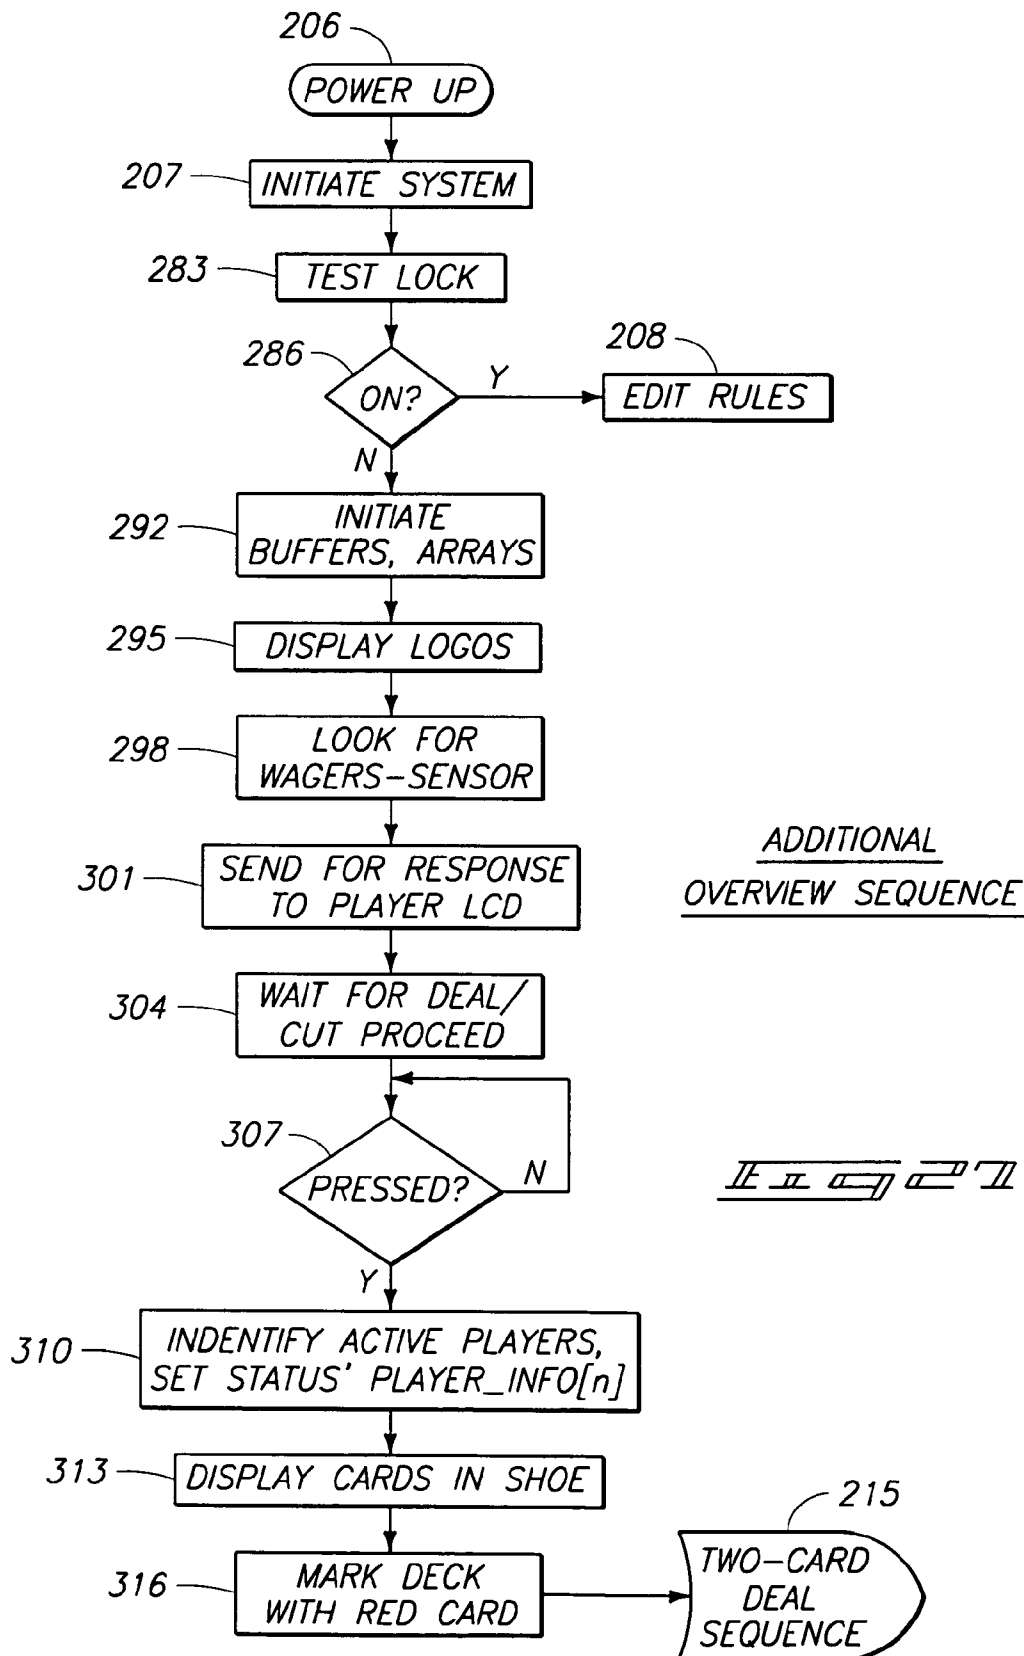 206
POWER UP
207
INITIATE SYSTEM
283
TEST LOCK
286
ON?
Y
208
EDIT RULES
N
292
INITIATE
BUFFERS, ARRAYS
295
DISPLAY LOGOS
298
LOOK FOR
WAGERS-SENSOR
301
SEND FOR RESPONSE
TO PLAYER LCD
ADDITIONAL
OVERVIEW SEQUENCE
304
WAIT FOR DEAL/
CUT PROCEED
307
PRESSED?
N
Fig 27
Y
310
INDENTIFY ACTIVE PLAYERS,
SET STATUS' PLAYER_INFO[n]
313
DISPLAY CARDS IN SHOE
316
MARK DECK
WITH RED CARD
215
TWO-CARD
DEAL
SEQUENCE